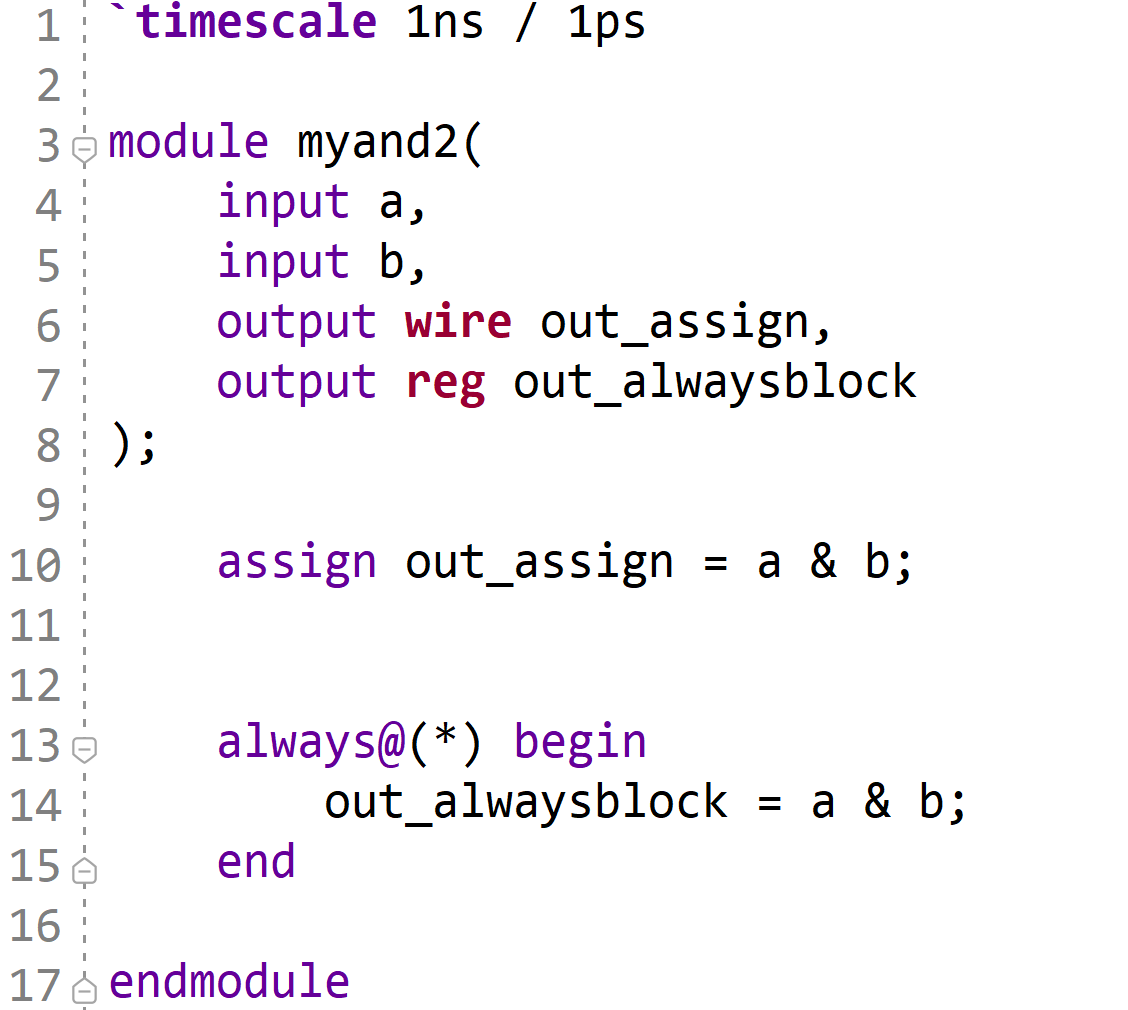 1 `timescale 1ns / 1ps
2
3 module myand2(
4     input a,
5     input b,
6     output wire out_assign,
7     output reg out_alwaysblock
8 );
9
10     assign out_assign = a & b;
11
12
13     always@(*) begin
14         out_alwaysblock = a & b;
15     end
16
17 endmodule